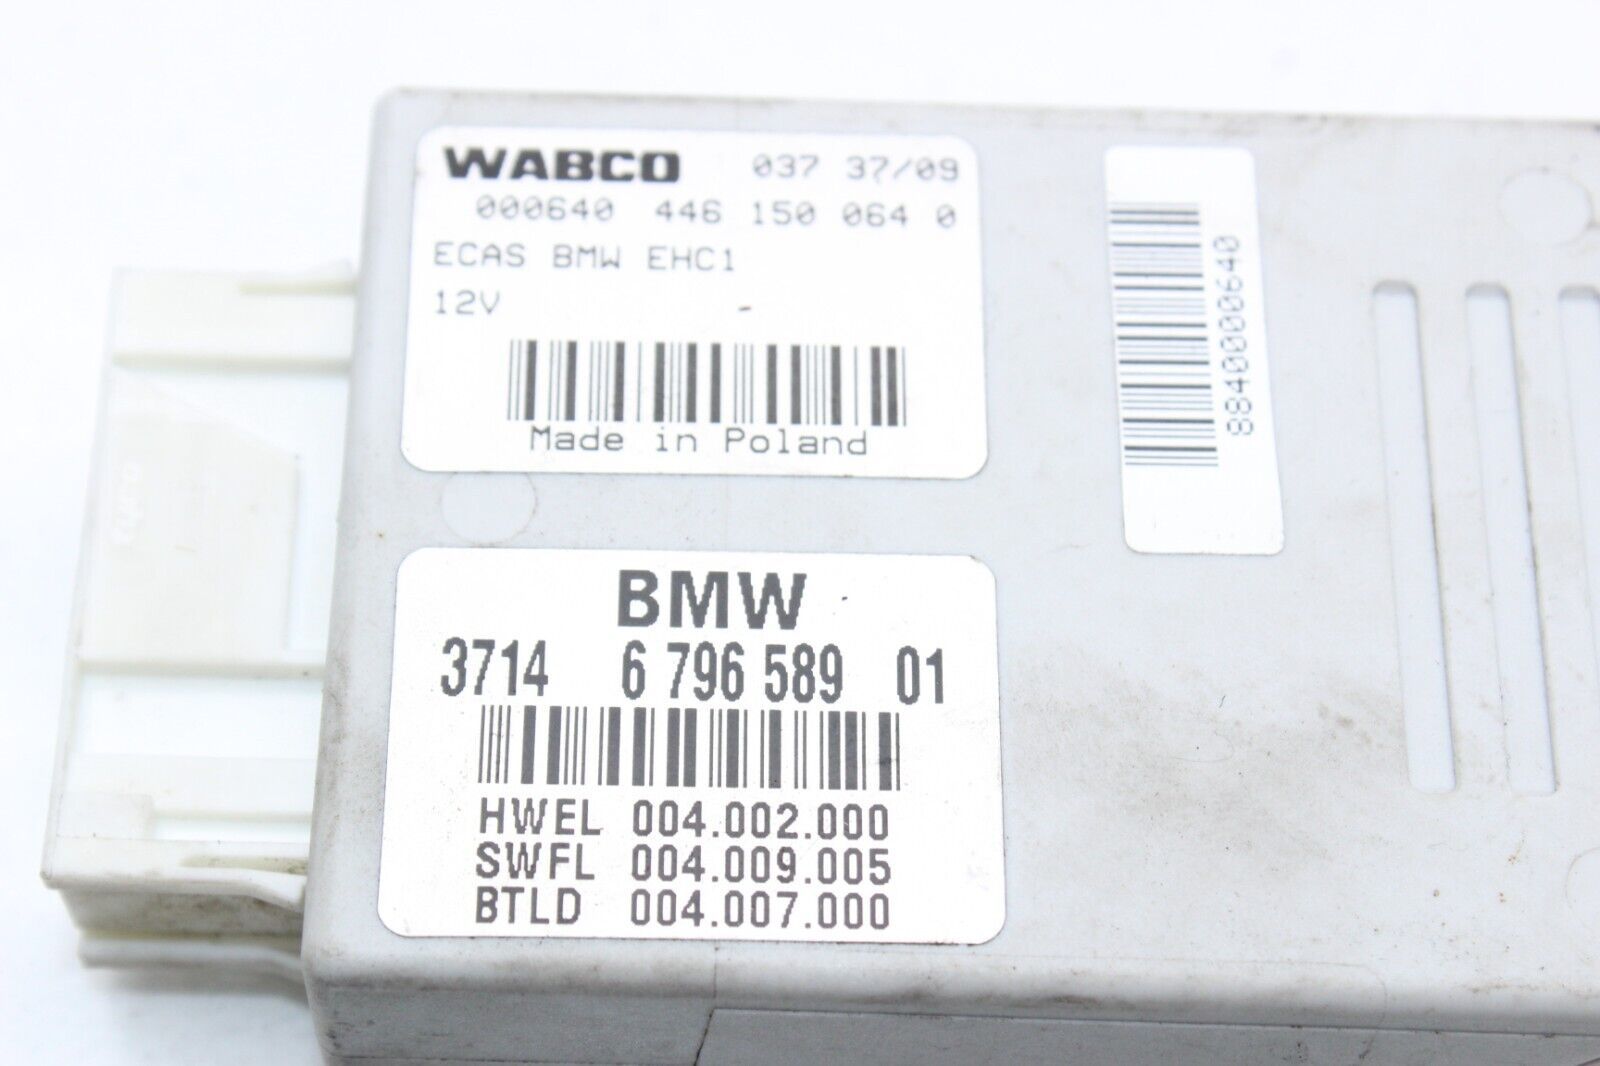 WABCO 037 37/09
000640 446 150 064 0
ECAS BMW EHC1
12V -
Made in Poland
8840000640
BMW
3714 6 796 589 01
HWEL 004.002.000
SWFL 004.009.005
BTLD 004.007.000
tyco